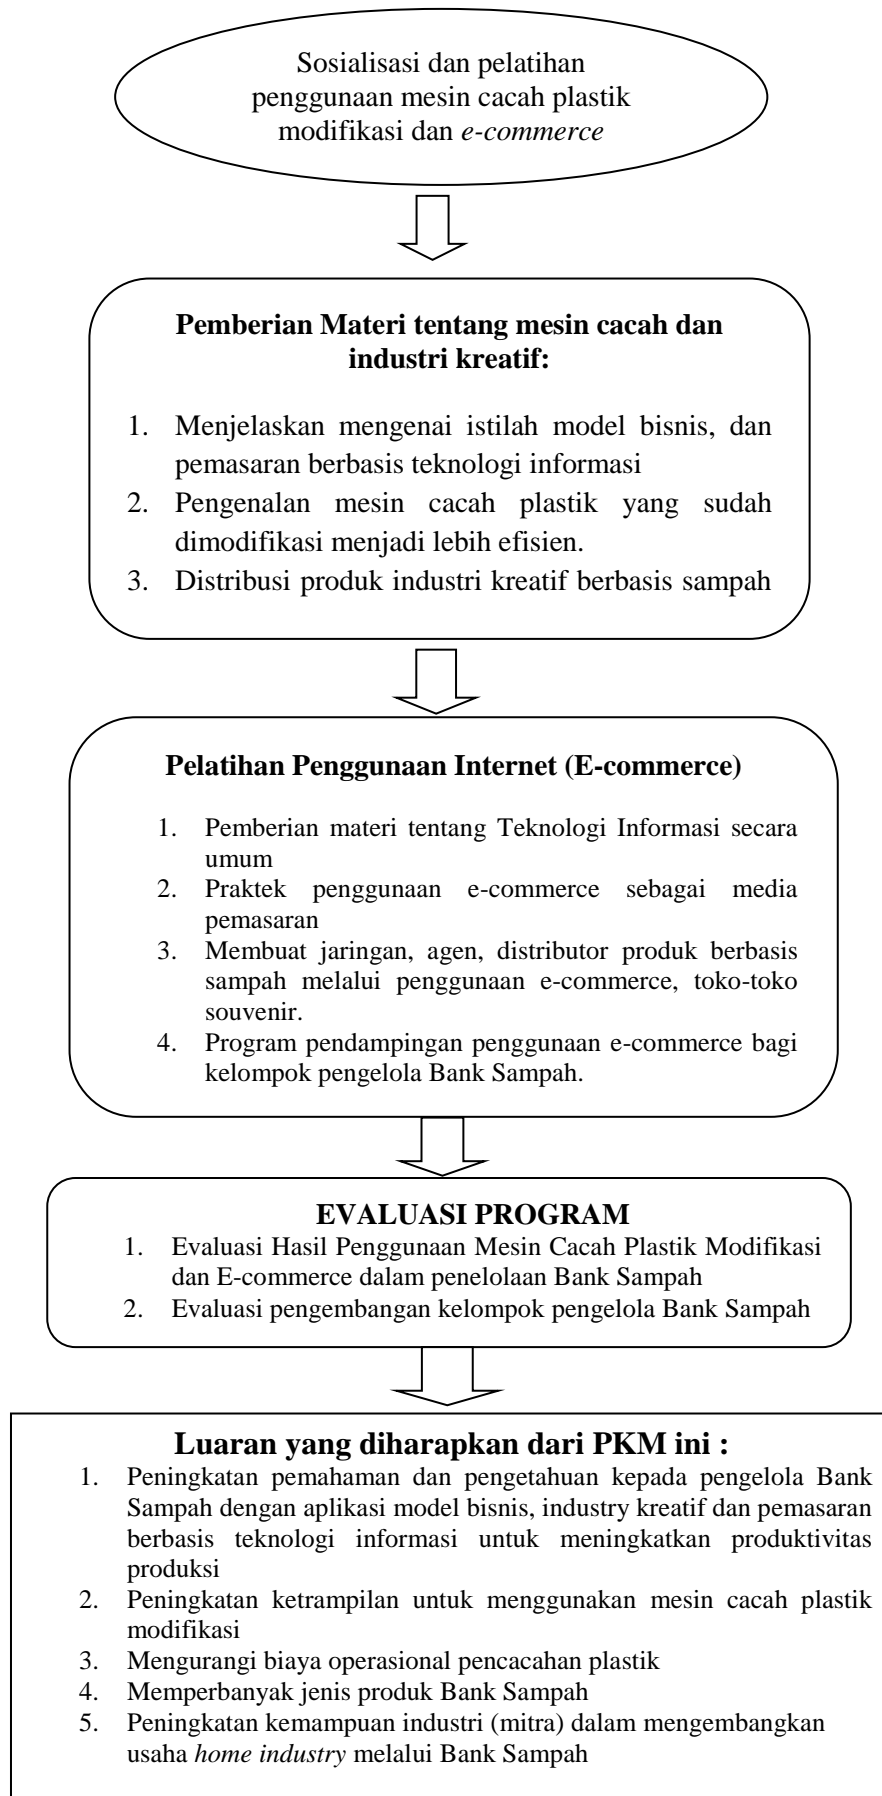 Sosialisasi dan pelatihan
penggunaan mesin cacah plastik
modifikasi dan e-commerce
Pemberian Materi tentang mesin cacah dan
industri kreatif:
1. Menjelaskan mengenai istilah model bisnis, dan
pemasaran berbasis teknologi informasi
2. Pengenalan mesin cacah plastik yang sudah
dimodifikasi menjadi lebih efisien.
3. Distribusi produk industri kreatif berbasis sampah
Pelatihan Penggunaan Internet (E-commerce)
1. Pemberian materi tentang Teknologi Informasi secara
umum
2. Praktek penggunaan e-commerce sebagai media
pemasaran
3. Membuat jaringan, agen, distributor produk berbasis
sampah melalui penggunaan e-commerce, toko-toko
souvenir.
4. Program pendampingan penggunaan e-commerce bagi
kelompok pengelola Bank Sampah.
EVALUASI PROGRAM
1. Evaluasi Hasil Penggunaan Mesin Cacah Plastik Modifikasi
dan E-commerce dalam penelolaan Bank Sampah
2. Evaluasi pengembangan kelompok pengelola Bank Sampah
Luaran yang diharapkan dari PKM ini :
1. Peningkatan pemahaman dan pengetahuan kepada pengelola Bank
Sampah dengan aplikasi model bisnis, industry kreatif dan pemasaran
berbasis teknologi informasi untuk meningkatkan produktivitas
produksi
2. Peningkatan ketrampilan untuk menggunakan mesin cacah plastik
modifikasi
3. Mengurangi biaya operasional pencacahan plastik
4. Memperbanyak jenis produk Bank Sampah
5. Peningkatan kemampuan industri (mitra) dalam mengembangkan
usaha home industry melalui Bank Sampah